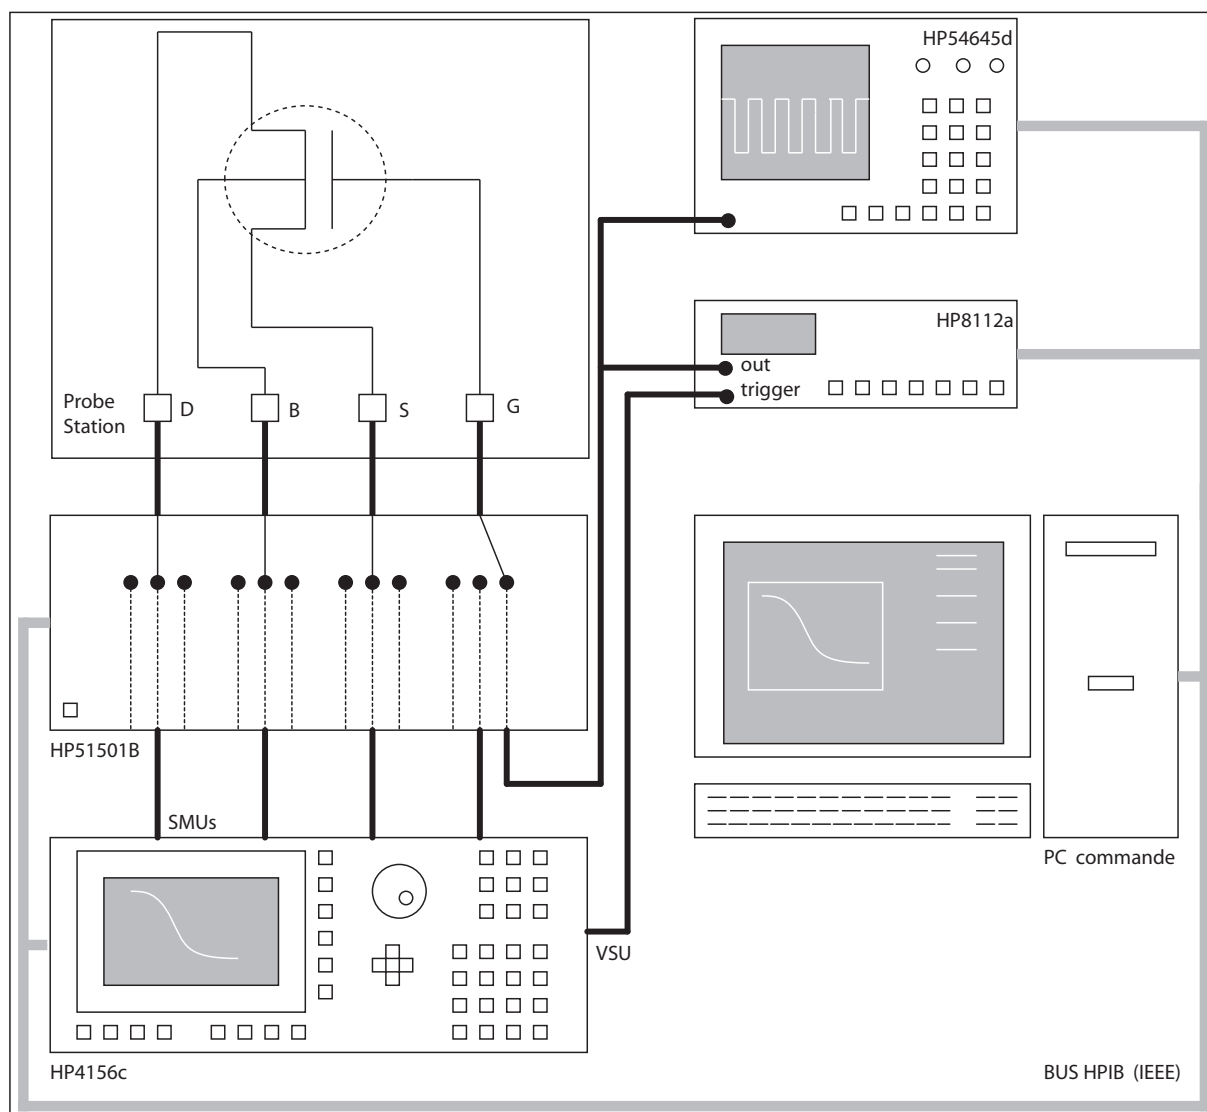 HP54645d
HP8112a
out
trigger
Probe
Station
D
B
S
G
HP51501B
SMUs
PC commande
VSU
HP4156c
BUS HPIB (IEEE)